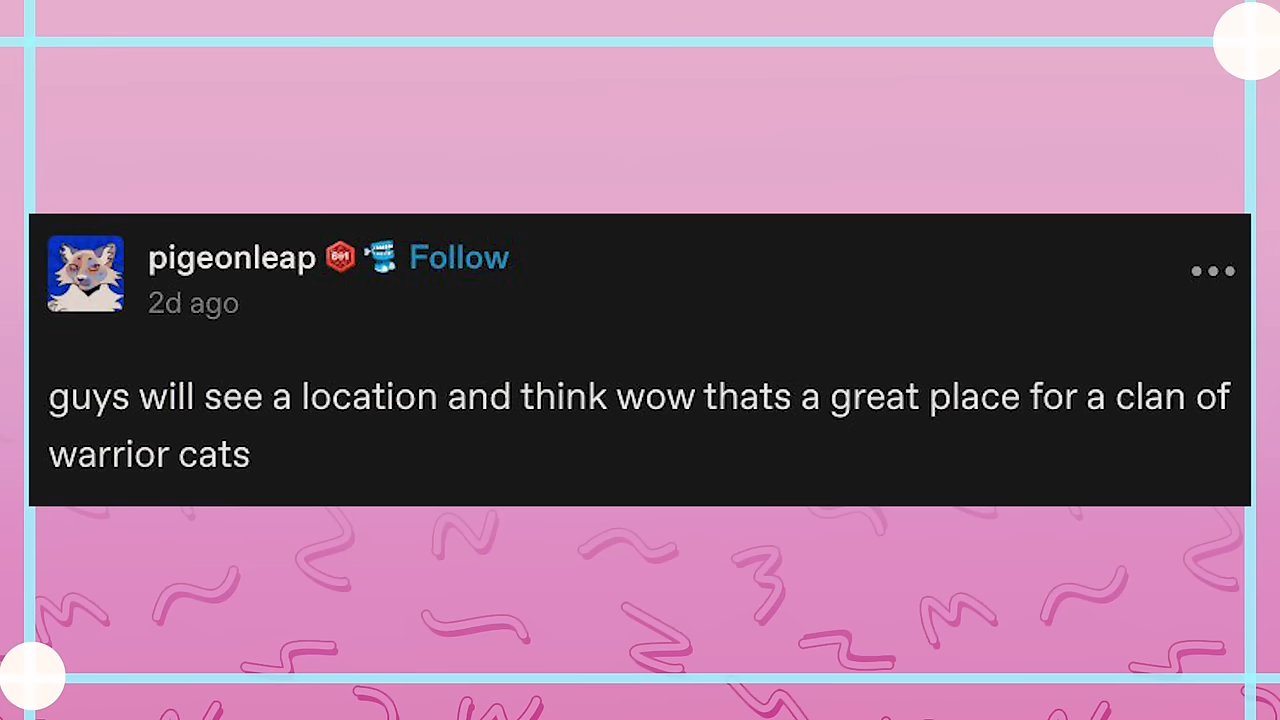 pigeonleap Follow
2d ago
guys will see a location and think wow thats a great place for a clan of
warrior cats